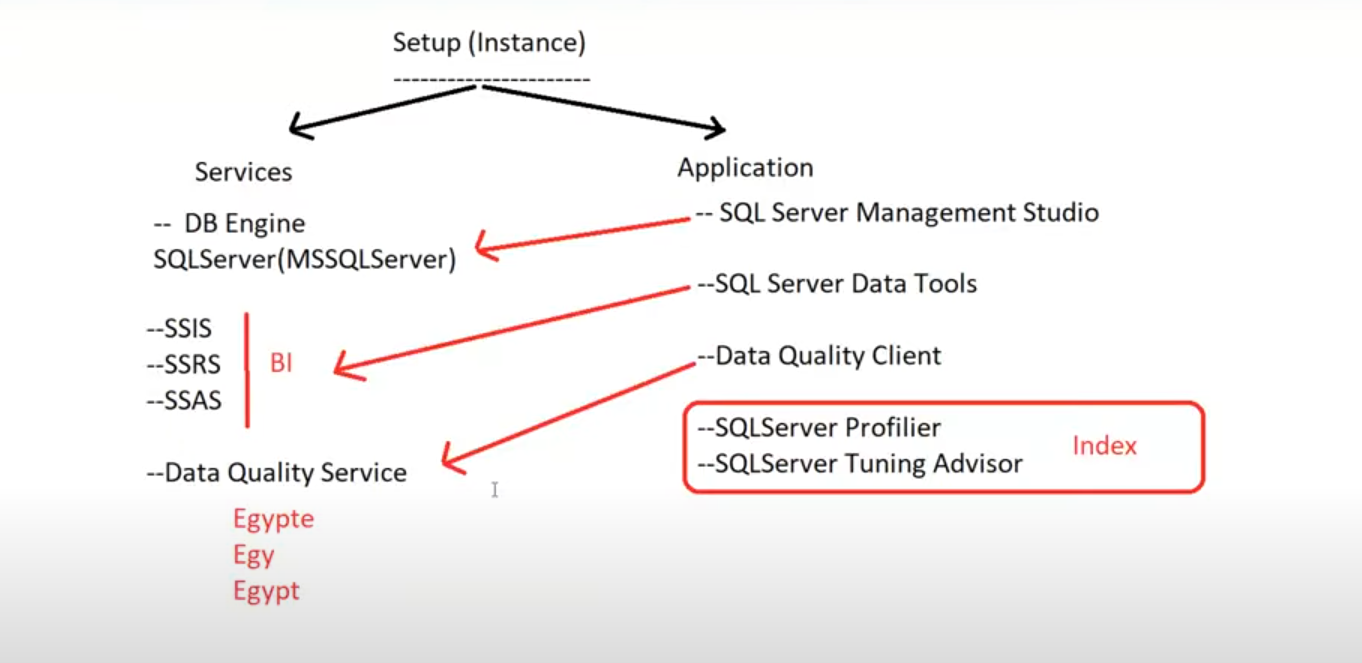 Setup (Instance)
----------------------
Services
-- DB Engine
SQLServer(MSSQLServer)
--SSIS
--SSRS
--SSAS
BI
--Data Quality Service
Egypte
Egy
Egypt
Application
-- SQL Server Management Studio
--SQL Server Data Tools
--Data Quality Client
--SQLServer Profilier
--SQLServer Tuning Advisor
Index